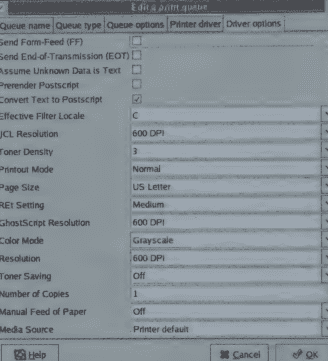 Edit a print queue
Queue name Queue type Queue options Printer driver Driver options
Send Form-Feed (FF)
Send End-of-Transmission (EOT)
Assume Unknown Data is Text
Prerender Postscript
Convert Text to Postscript
Effective Filter Locale C
JCL Resolution 600 DPI
Toner Density 3
Printout Mode Normal
Page Size US Letter
REt Setting Medium
GhostScript Resolution 600 DPI
Color Mode Grayscale
Resolution 600 DPI
Toner Saving Off
Number of Copies 1
Manual Feed of Paper Off
Media Source Printer default
Help Cancel OK